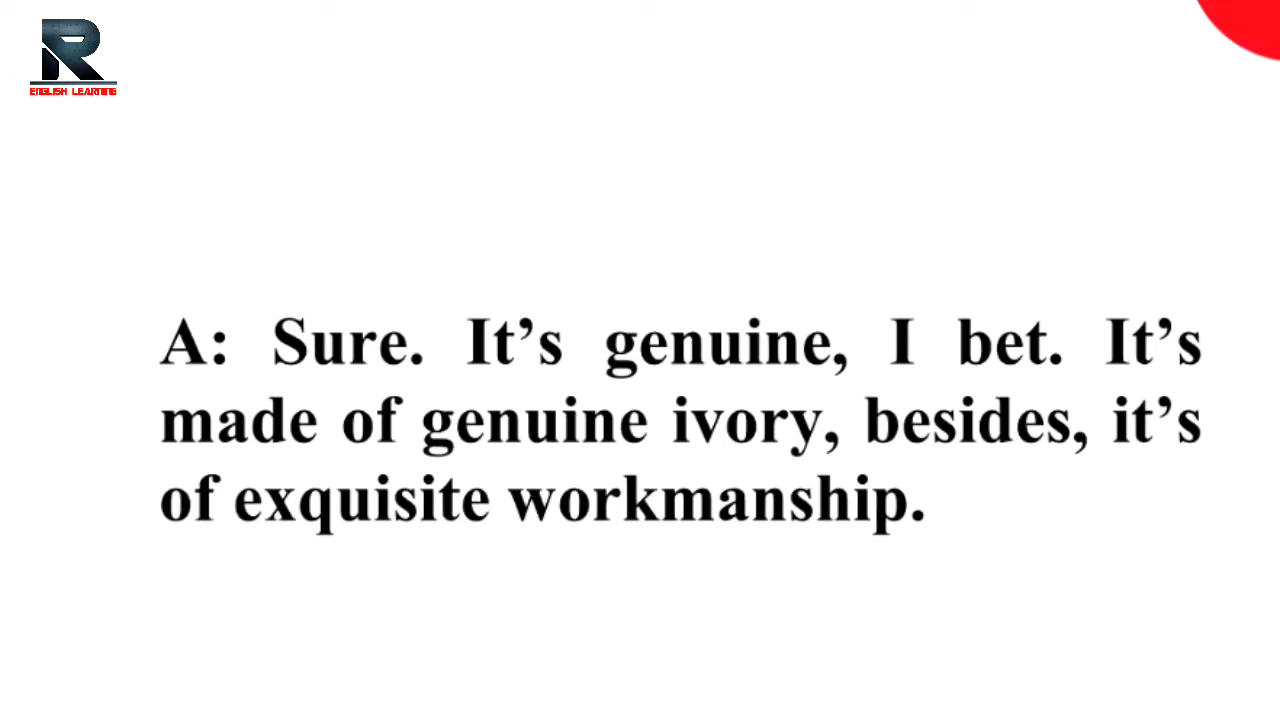 R
ENGLISH LEARNING
A: Sure. It’s genuine, I bet. It’s
made of genuine ivory, besides, it’s
of exquisite workmanship.